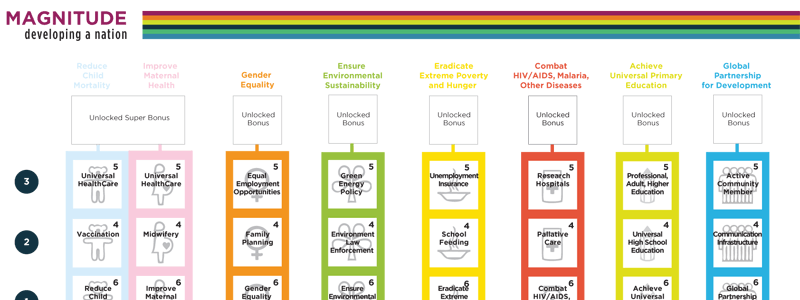 MAGNITUDE
developing a nation
Reduce
Child
Mortality
Improve
Maternal
Health
Gender
Equality
Ensure
Environmental
Sustainability
Eradicate
Extreme Poverty
and Hunger
Combat
HIV/AIDS, Malaria,
Other Diseases
Achieve
Universal Primary
Education
Global
Partnership
for Development
Unlocked Super Bonus
Unlocked
Bonus
Unlocked
Bonus
Unlocked
Bonus
Unlocked
Bonus
Unlocked
Bonus
Unlocked
Bonus
3
5
Universal
HealthCare
5
Universal
HealthCare
5
Equal
Employment
Opportunities
5
Green
Energy
Policy
5
Unemployment
Insurance
5
Research
Hospitals
5
Professional,
Adult, Higher
Education
5
Active
Community
Member
2
4
Vaccination
4
Midwifery
4
Family
Planning
4
Environment
Law
Enforcement
4
School
Feeding
4
Pallative
Care
4
Universal
High School
Education
4
Communication
Infrastructure
6
Reduce
Child
6
Improve
Maternal
6
Gender
Equality
6
Ensure
Environmental
6
Eradicate
Extreme
6
Combat
HIV/AIDS,
6
Achieve
Universal
6
Global
Partnership